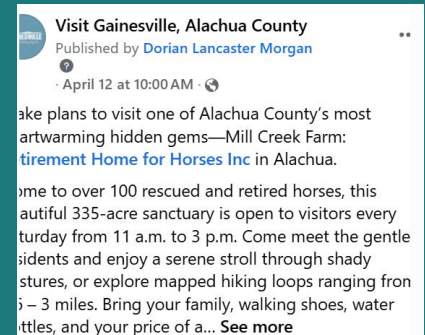 Visit Gainesville, Alachua County
Published by Dorian Lancaster Morgan
?
· April 12 at 10:00 AM ·
ake plans to visit one of Alachua County's most
artwarming hidden gems—Mill Creek Farm:
tirement Home for Horses Inc in Alachua.
ome to over 100 rescued and retired horses, this
autiful 335-acre sanctuary is open to visitors every
turday from 11 a.m. to 3 p.m. Come meet the gentle
sidents and enjoy a serene stroll through shady
stures, or explore mapped hiking loops ranging fron
5 – 3 miles. Bring your family, walking shoes, water
ttles, and your price of a... See more